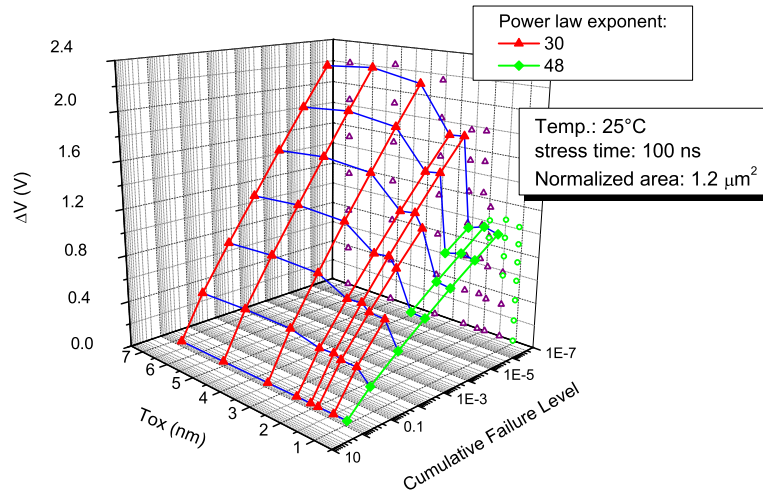 Power law exponent:
30
48
Temp.: 25°C
stress time: 100 ns
Normalized area: 1.2 μm²
ΔV (V)
2.4
2.0
1.6
1.2
0.8
0.4
0.0
7
6
5
4
3
2
1
Tox (nm)
10
0.1
1E-3
1E-5
1E-7
Cumulative Failure Level